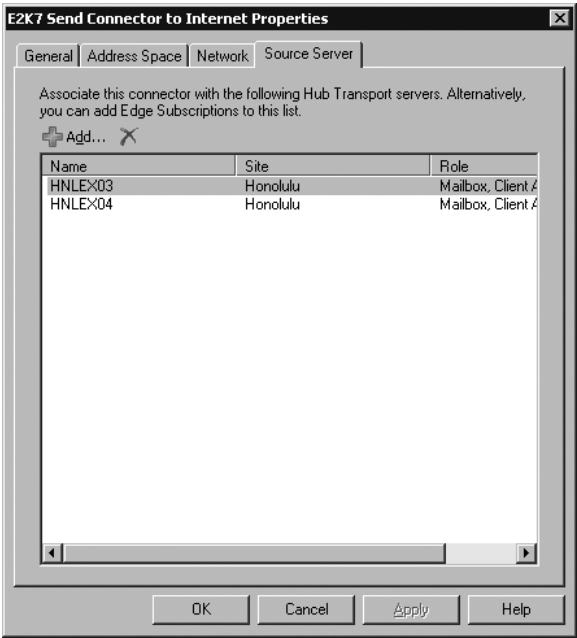 E2K7 Send Connector to Internet Properties
General Address Space Network Source Server
Associate this connector with the following Hub Transport servers. Alternatively,
you can add Edge Subscriptions to this list.
Add...
Name Site Role
HNLEX03 Honolulu Mailbox, Client A
HNLEX04 Honolulu Mailbox, Client A
OK Cancel Apply Help